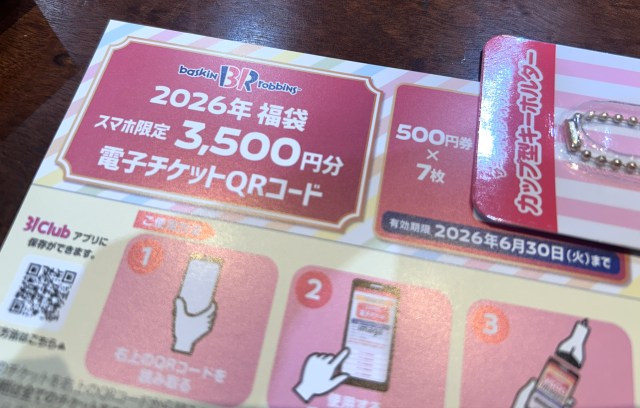 baskin BR robbins
2026年 福袋
スマホ限定 3,500円分
電子チケットQRコード
500円券
×
7枚
有効期限 2026年6月30日(火)まで
カップ型キーホルダー
31Club アプリに
保存ができます。
1
2
3
右上のQRコードを
読み取る
使用する